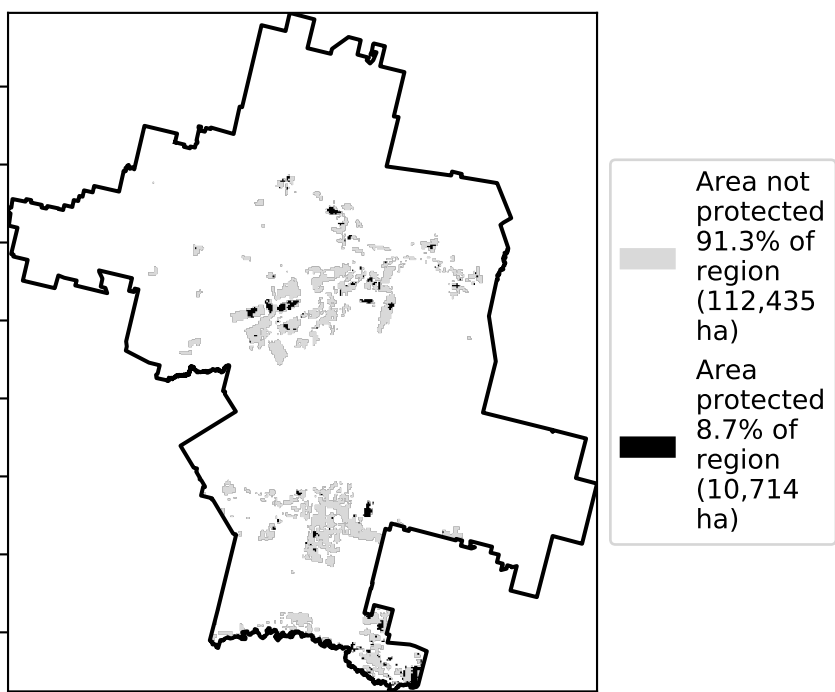 Area not
protected
91.3% of
region
(112,435
ha)
Area
protected
8.7% of
region
(10,714
ha)